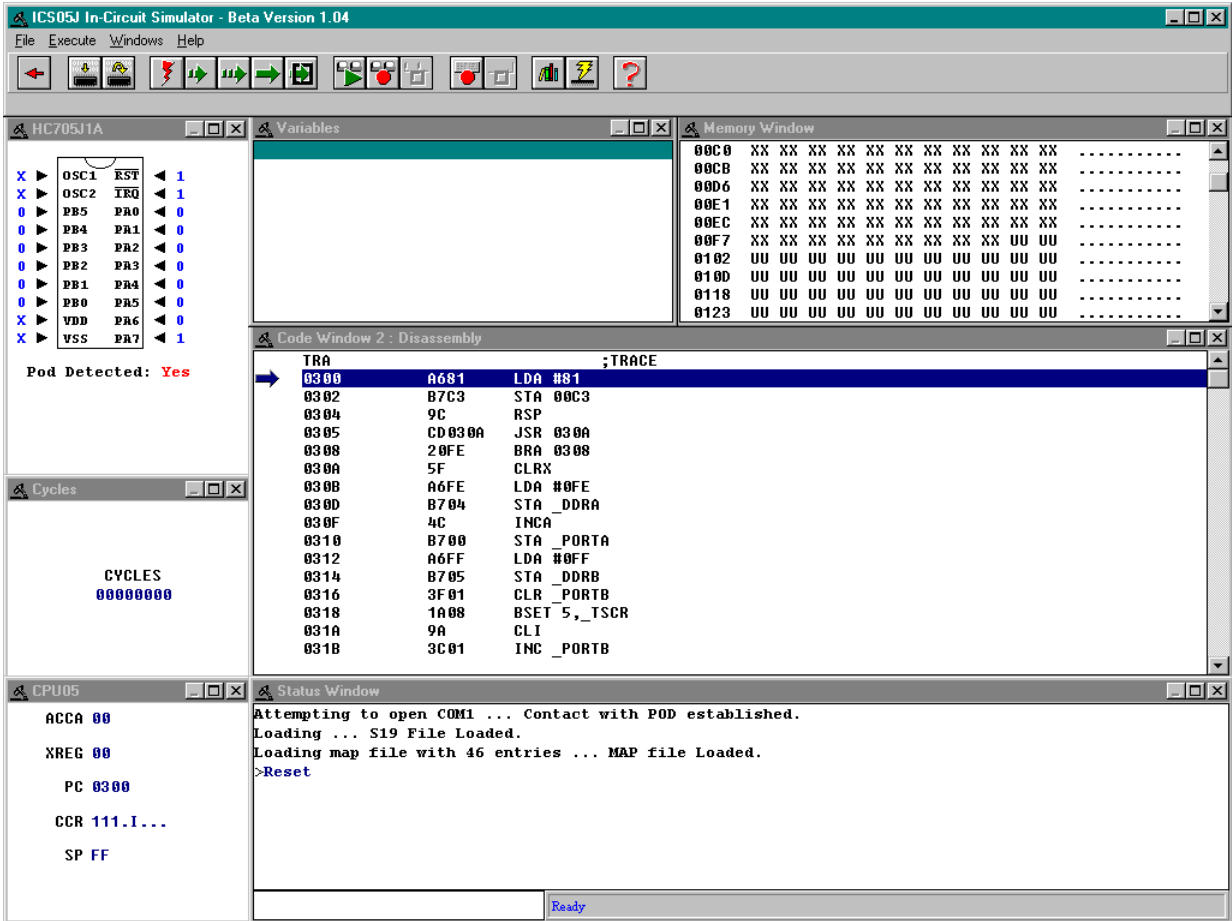 ICS05J In-Circuit Simulator - Beta Version 1.04
File Execute Windows Help
HC705J1A
X OSC1 RST 1
X OSC2 IRQ 1
0 PB5 PA0 0
0 PB4 PA1 0
0 PB3 PA2 0
0 PB2 PA3 0
0 PB1 PA4 0
0 PB0 PA5 0
X VDD PA6 0
X VSS PA7 1
Pod Detected: Yes
Variables
Memory Window
00C0 XX XX XX XX XX XX XX XX XX XX XX ...........
00CB XX XX XX XX XX XX XX XX XX XX XX ...........
00D6 XX XX XX XX XX XX XX XX XX XX XX ...........
00E1 XX XX XX XX XX XX XX XX XX XX XX ...........
00EC XX XX XX XX XX XX XX XX XX XX XX ...........
00F7 XX XX XX XX XX XX XX XX XX UU UU ...........
0102 UU UU UU UU UU UU UU UU UU UU UU ...........
010D UU UU UU UU UU UU UU UU UU UU UU ...........
0118 UU UU UU UU UU UU UU UU UU UU UU ...........
0123 UU UU UU UU UU UU UU UU UU UU UU ...........
Code Window 2 : Disassembly
TRA ;TRACE
0300 A681 LDA #81
0302 B7C3 STA 00C3
0304 9C RSP
0305 CD030A JSR 030A
0308 20FE BRA 0308
030A 5F CLRX
030B A6FE LDA #0FE
030D B704 STA _DDRA
030F 4C INCA
0310 B700 STA _PORTA
0312 A6FF LDA #0FF
0314 B705 STA _DDRB
0316 3F01 CLR _PORTB
0318 1A08 BSET 5,_TSCR
031A 9A CLI
031B 3C01 INC _PORTB
Cycles
CYCLES
00000000
CPU05
ACCA 00
XREG 00
PC 0300
CCR 111.I...
SP FF
Status Window
Attempting to open COM1 ... Contact with POD established.
Loading ... S19 File Loaded.
Loading map file with 46 entries ... MAP file Loaded.
>Reset
Ready